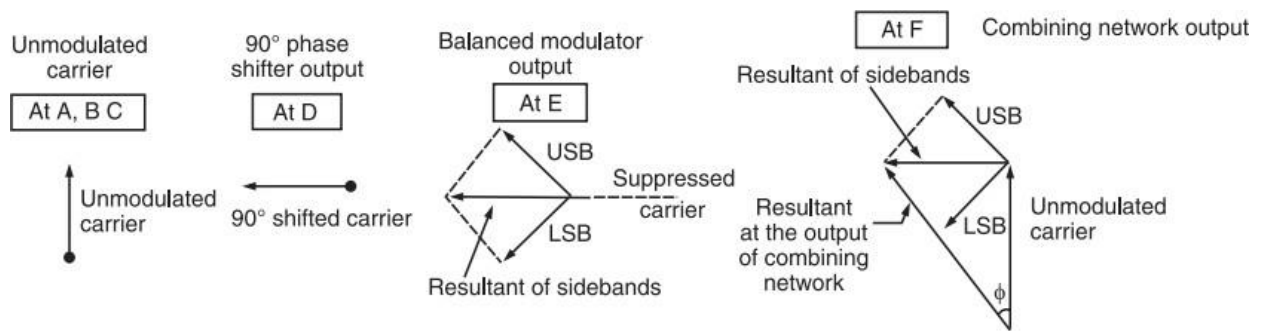 Unmodulated
carrier
At A, B C
Unmodulated
carrier
90° phase
shifter output
At D
90° shifted carrier
Balanced modulator
output
At E
USB
Suppressed
carrier
LSB
Resultant of sidebands
At F
Combining network output
Resultant of sidebands
USB
Resultant
at the output
of combining
network
LSB
Unmodulated
carrier
ϕ